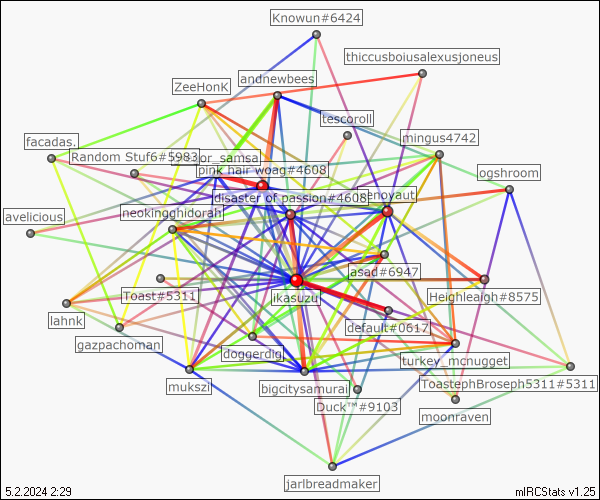 Knowun#6424
thiccusboiusalexusjoneus
andnewbees
ZeeHonK
tescoroll
mingus4742
facadas.
Random Stuf6#5983
or_samsa
pink hair woag#4608
ogshroom
disaster of passion#4608
enoyaut
neokingghidorah
avelicious
asad#6947
Toast#5311
ikasuzu
Heighleaigh#8575
lahnk
default#0617
gazpachoman
doggerdig
turkey_mcnugget
mukszi
bigcitysamurai
ToastephBroseph5311#5311
Duck™#9103
moonraven
jarlbreadmaker
5.2.2024 2:29
mIRCStats v1.25